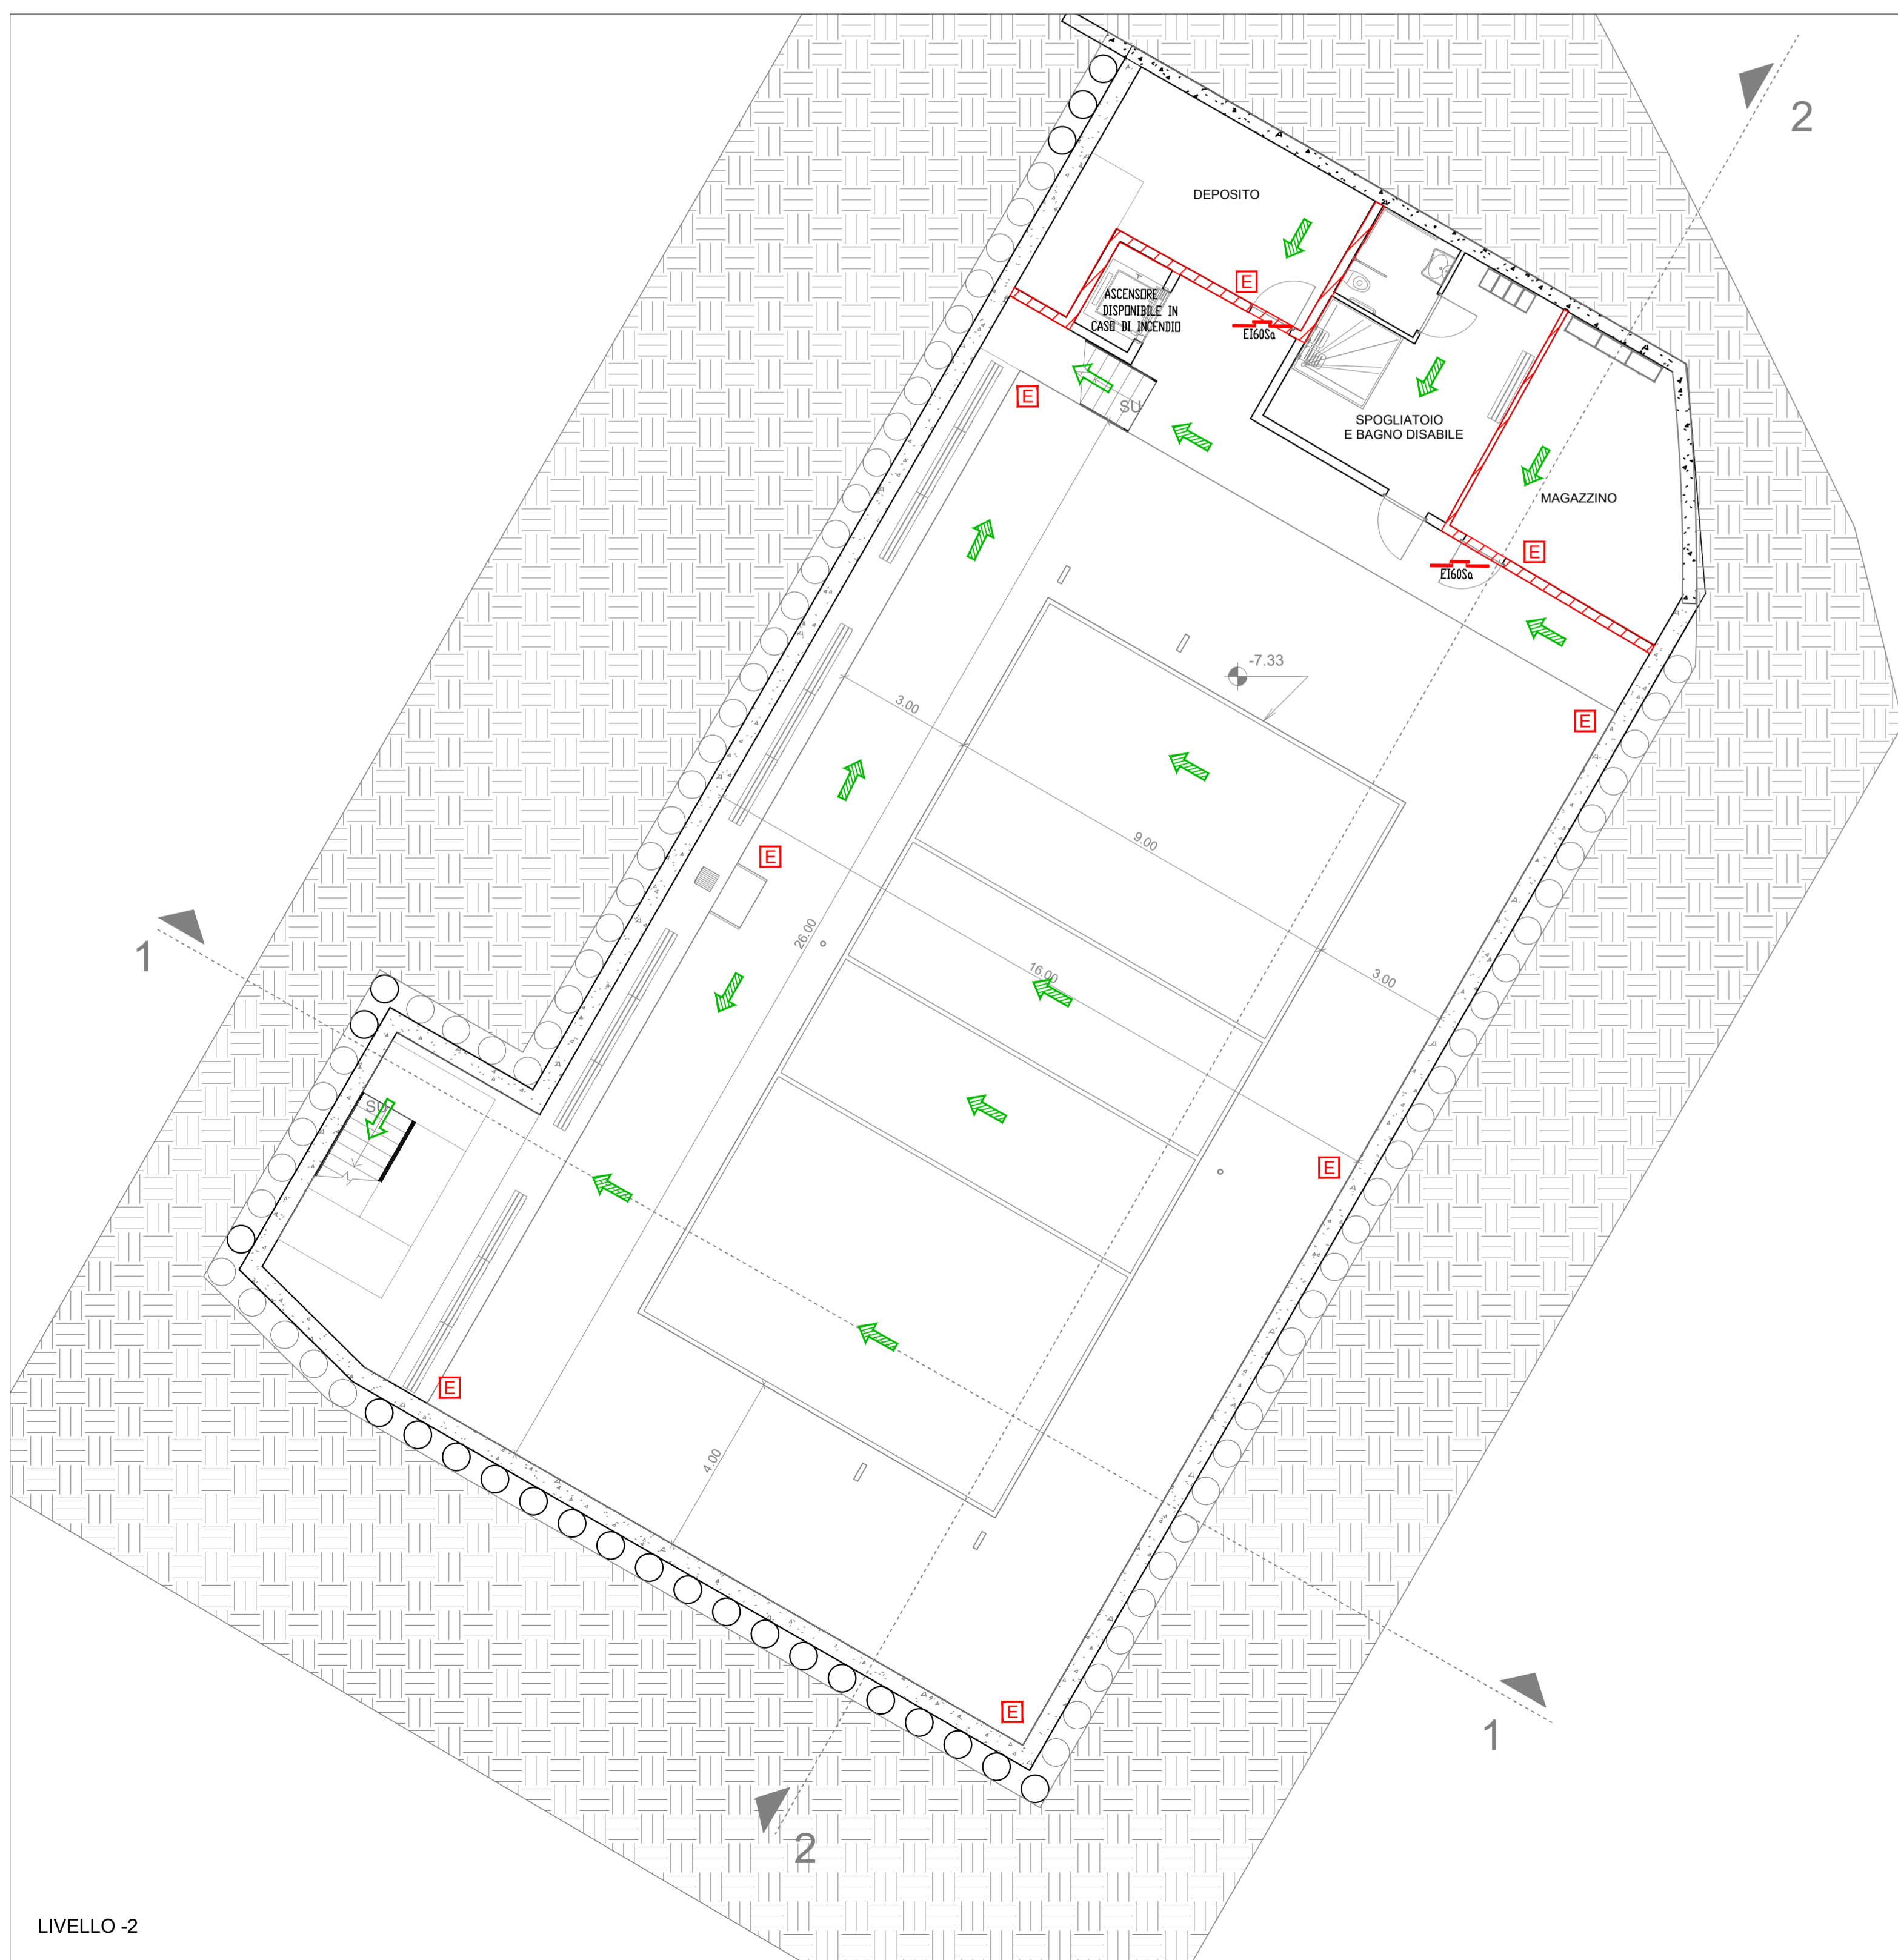 2
DEPOSITO
E
ASCENSORE
DISPONIBILE IN
CASO DI INCENDIO
EI60Sa
E
SU
SPOGLIATOIO
E BAGNO DISABILE
MAGAZZINO
E
EI60Sa
-7.33
3.00
E
9.00
E
26.00
16.00
3.00
1
SU
E
E
4.00
E
1
2
LIVELLO -2